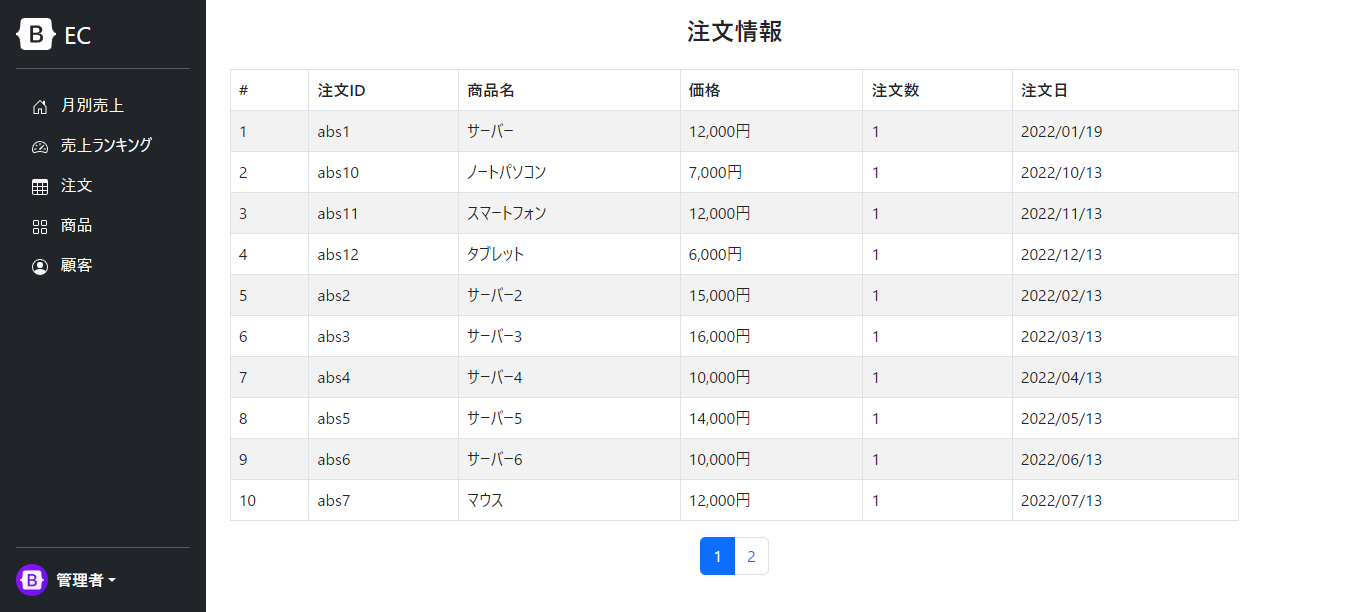 B EC
月別売上
売上ランキング
注文
商品
顧客
B 管理者
注文情報
# 注文ID 商品名 価格 注文数 注文日
1 abs1 サーバー 12,000円 1 2022/01/19
2 abs10 ノートパソコン 7,000円 1 2022/10/13
3 abs11 スマートフォン 12,000円 1 2022/11/13
4 abs12 タブレット 6,000円 1 2022/12/13
5 abs2 サーバー2 15,000円 1 2022/02/13
6 abs3 サーバー3 16,000円 1 2022/03/13
7 abs4 サーバー4 10,000円 1 2022/04/13
8 abs5 サーバー5 14,000円 1 2022/05/13
9 abs6 サーバー6 10,000円 1 2022/06/13
10 abs7 マウス 12,000円 1 2022/07/13
1 2